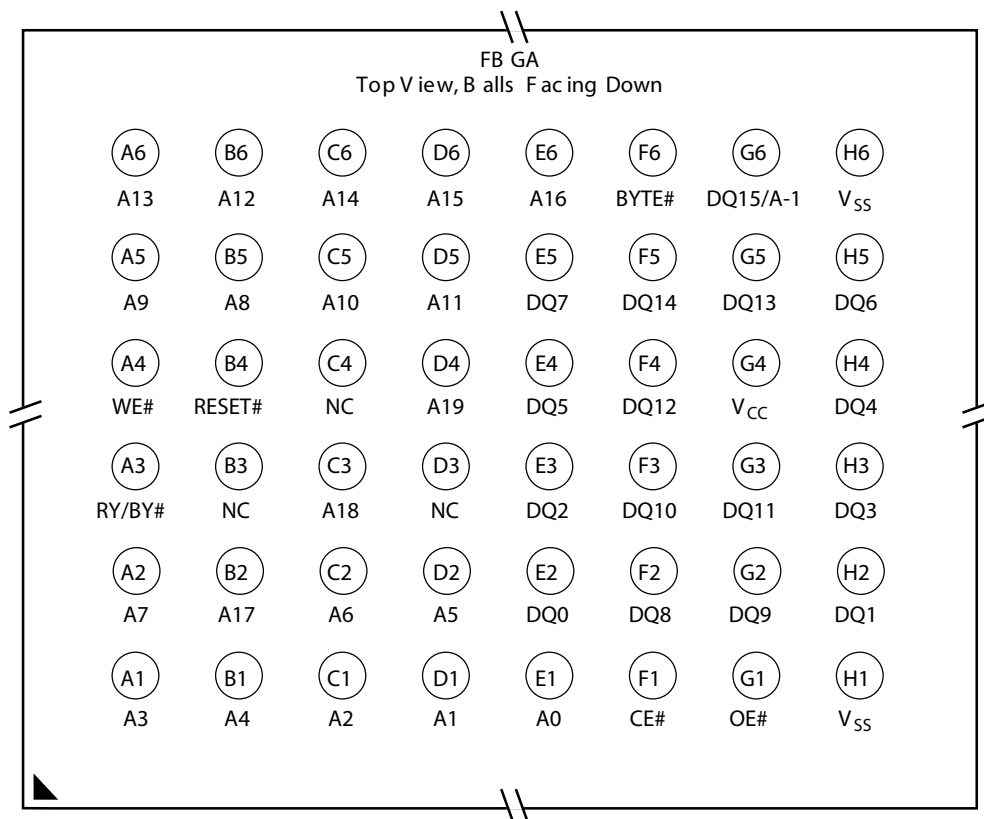 FB GA
Top View, B alls Facing Down
A6 B6 C6 D6 E6 F6 G6 H6
A13 A12 A14 A15 A16 BYTE# DQ15/A-1 VSS
A5 B5 C5 D5 E5 F5 G5 H5
A9 A8 A10 A11 DQ7 DQ14 DQ13 DQ6
A4 B4 C4 D4 E4 F4 G4 H4
WE# RESET# NC A19 DQ5 DQ12 VCC DQ4
A3 B3 C3 D3 E3 F3 G3 H3
RY/BY# NC A18 NC DQ2 DQ10 DQ11 DQ3
A2 B2 C2 D2 E2 F2 G2 H2
A7 A17 A6 A5 DQ0 DQ8 DQ9 DQ1
A1 B1 C1 D1 E1 F1 G1 H1
A3 A4 A2 A1 A0 CE# OE# VSS